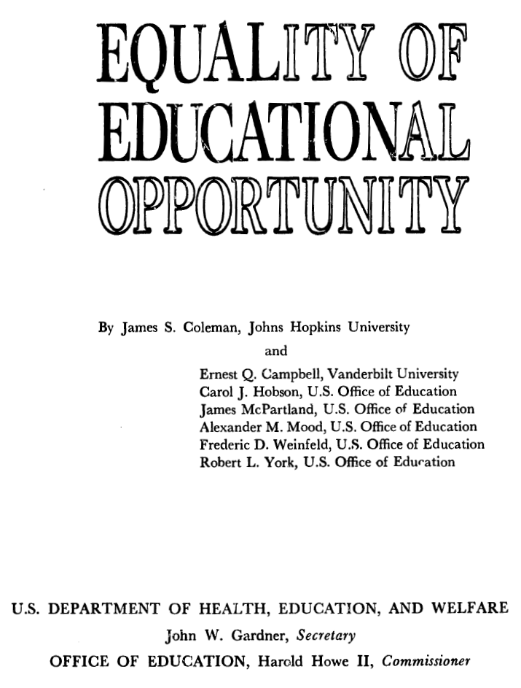 EQUALITY OF
EDUCATIONAL
OPPORTUNITY
By James S. Coleman, Johns Hopkins University
and
Ernest Q. Campbell, Vanderbilt University
Carol J. Hobson, U.S. Office of Education
James McPartland, U.S. Office of Education
Alexander M. Mood, U.S. Office of Education
Frederic D. Weinfeld, U.S. Office of Education
Robert L. York, U.S. Office of Education
U.S. DEPARTMENT OF HEALTH, EDUCATION, AND WELFARE
John W. Gardner, Secretary
OFFICE OF EDUCATION, Harold Howe II, Commissioner